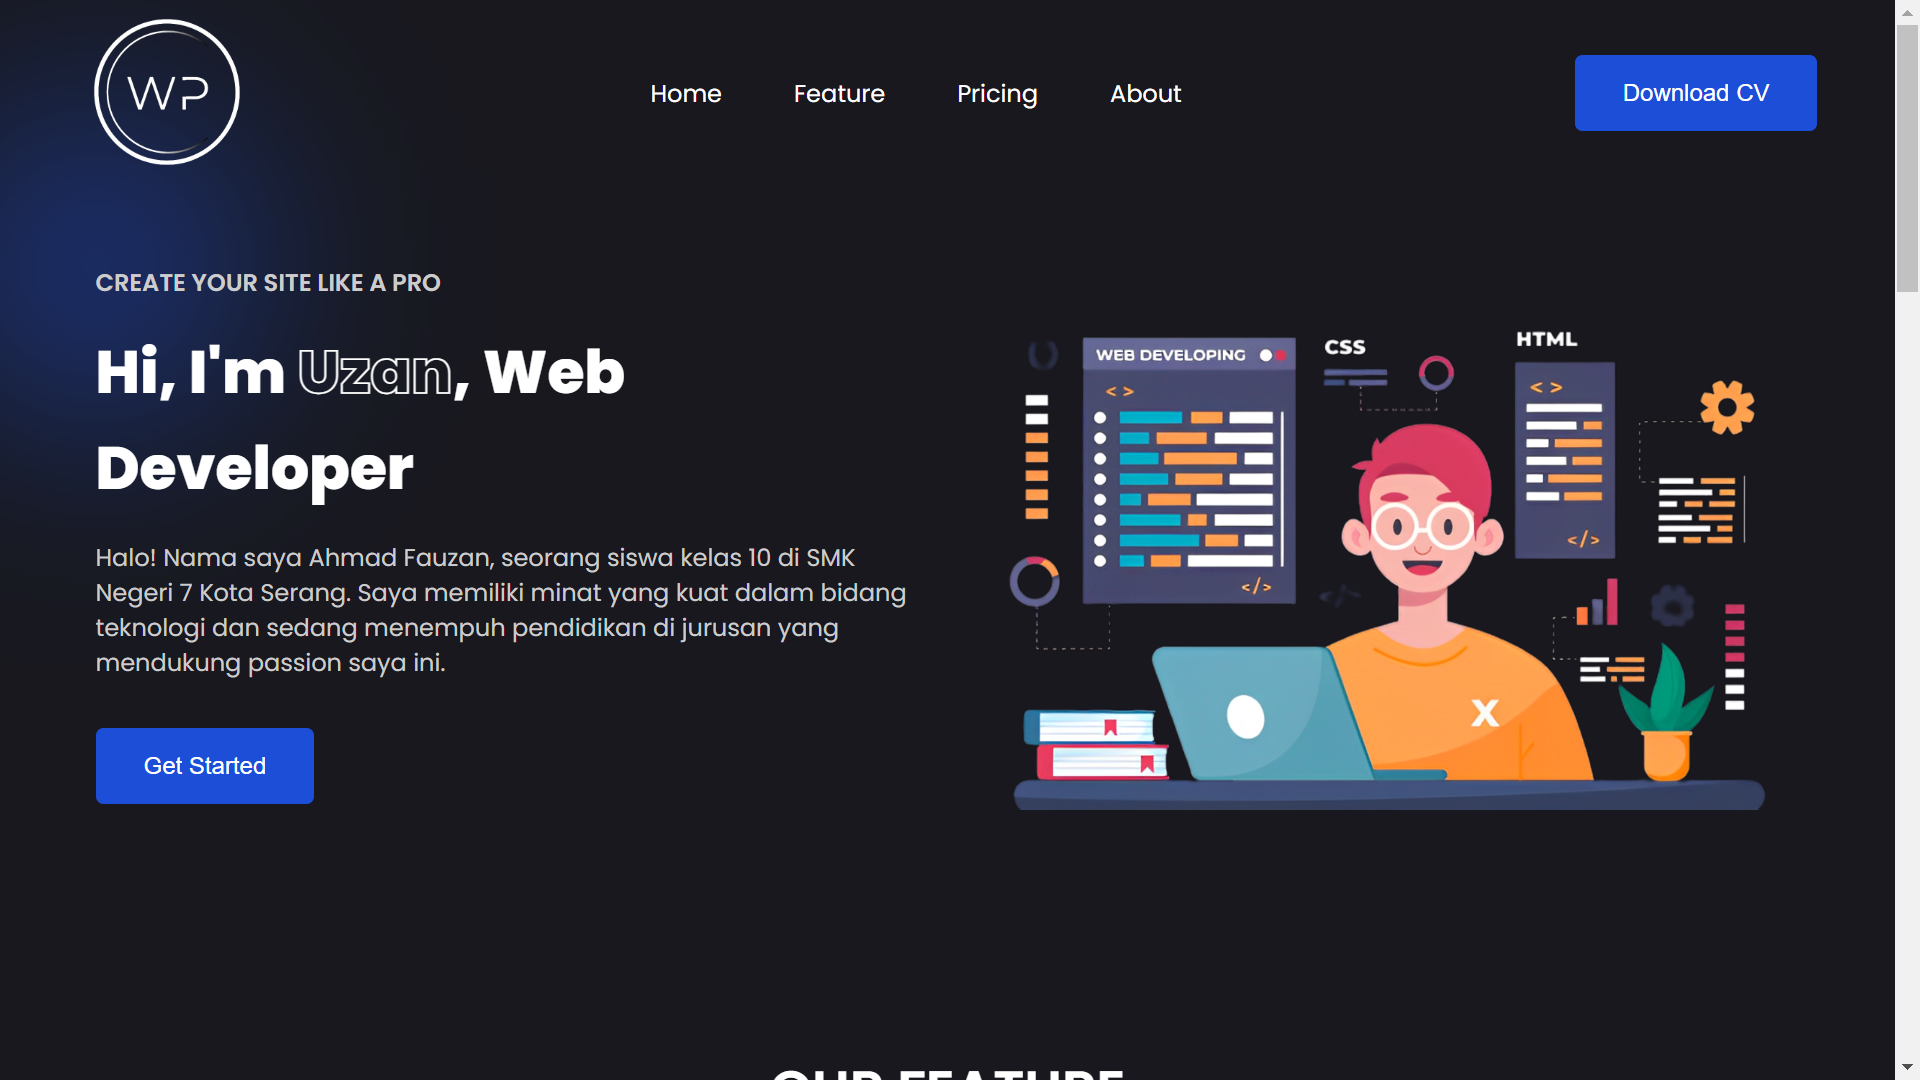 WP
Home Feature Pricing About
Download CV
CREATE YOUR SITE LIKE A PRO
Hi, I'm Uzan, Web
Developer
Halo! Nama saya Ahmad Fauzan, seorang siswa kelas 10 di SMK
Negeri 7 Kota Serang. Saya memiliki minat yang kuat dalam bidang
teknologi dan sedang menempuh pendidikan di jurusan yang
mendukung passion saya ini.
Get Started
WEB DEVELOPING
< >
</>
CSS
HTML
< >
</>
</>
X
OUR FEATURE